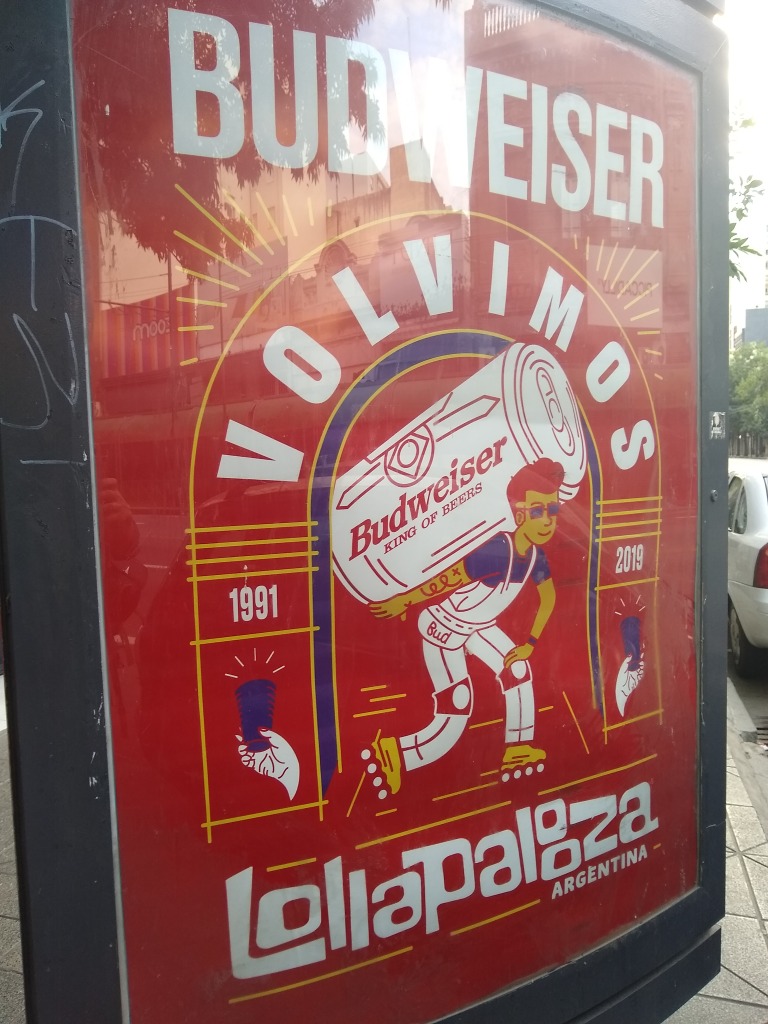 BUDWEISER
VOLVIMOS
Budweiser
KING OF BEERS
1991
2019
Bud
Lollapalooza
ARGENTINA